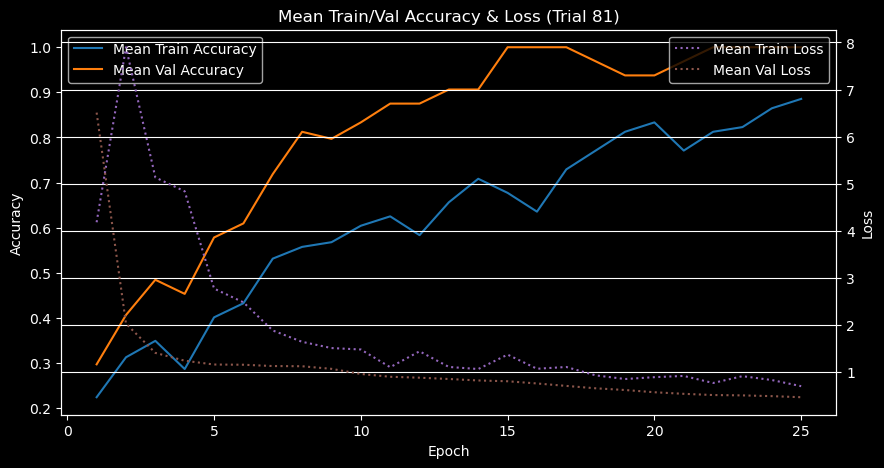 Mean Train/Val Accuracy & Loss (Trial 81)
Mean Train Accuracy
Mean Val Accuracy
Mean Train Loss
Mean Val Loss
1.0
0.9
0.8
0.7
0.6
0.5
0.4
0.3
0.2
Accuracy
8
7
6
5
4
3
2
1
Loss
0
5
10
15
20
25
Epoch